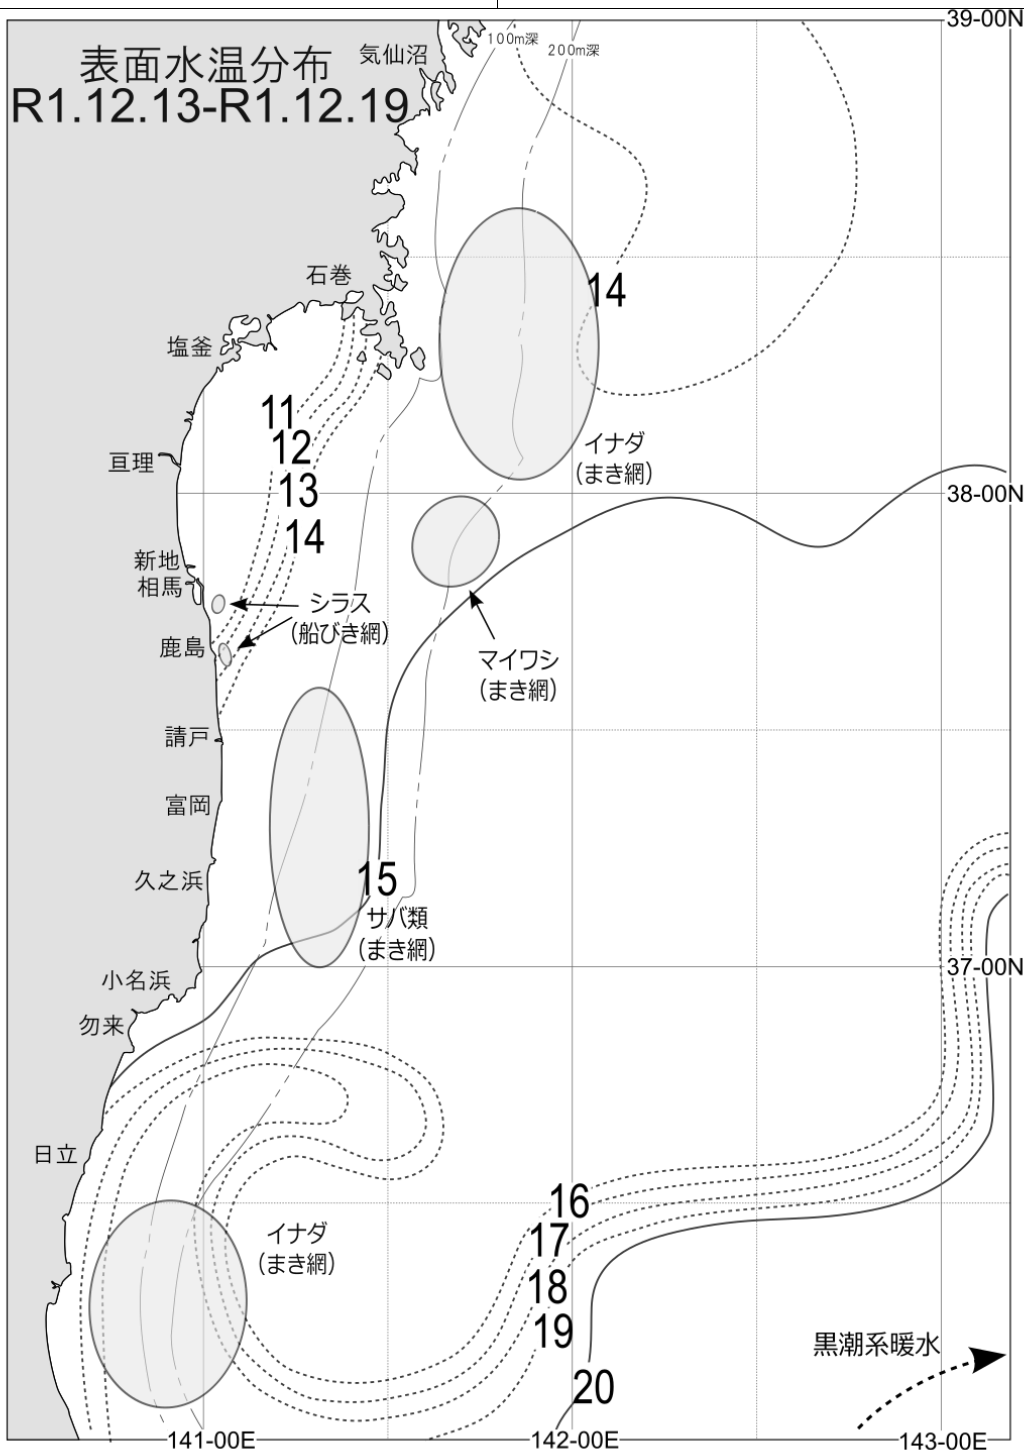 39-00N
100m深
200m深
気仙沼
表面水温分布
R1.12.13-R1.12.19
石巻
14
塩釜
11
12
亘理
イナダ
(まき網)
13
38-00N
14
新地
相馬
シラス
(船びき網)
鹿島
マイワシ
(まき網)
請戸
富岡
久之浜
15
サバ類
(まき網)
37-00N
小名浜
勿来
日立
16
イナダ
(まき網)
17
18
19
20
黒潮系暖水
141-00E
142-00E
143-00E